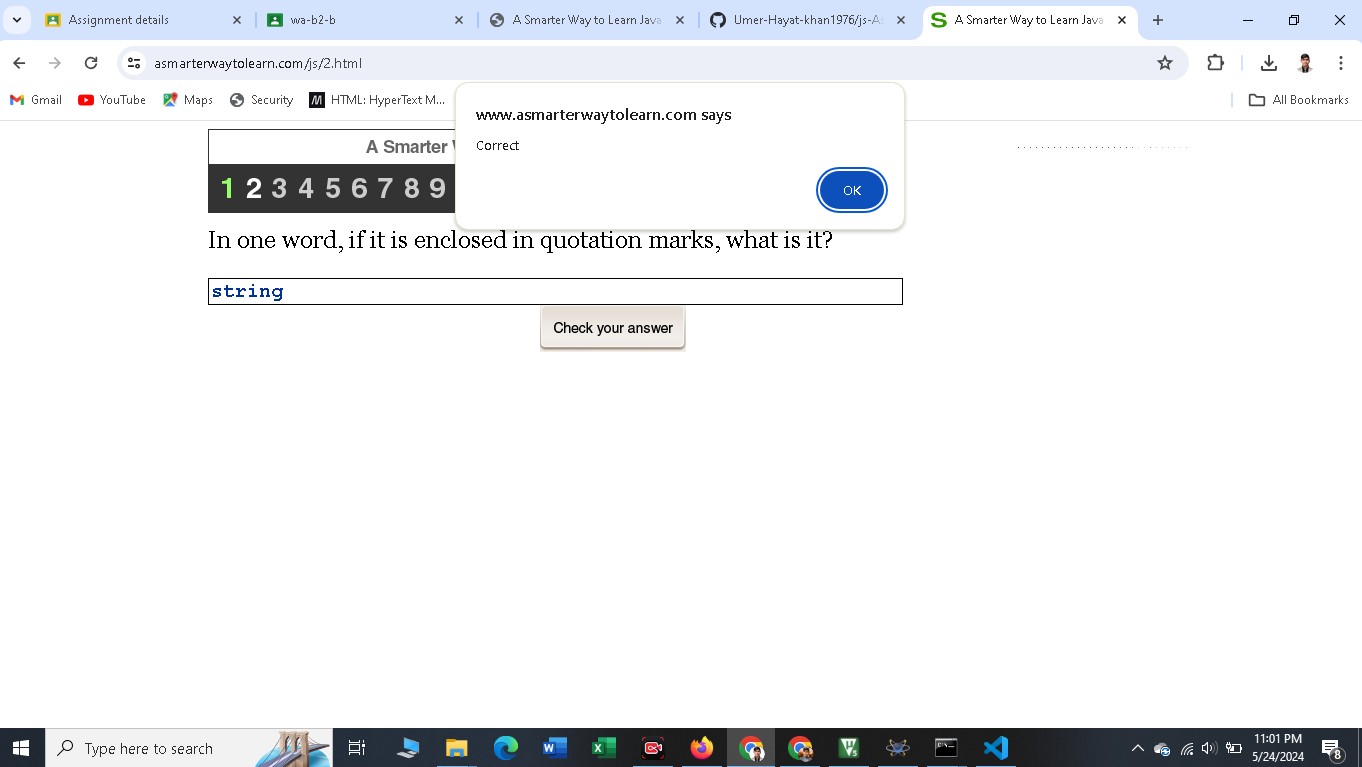 Assignment details
wa-b2-b
A Smarter Way to Learn Java
Umer-Hayat-khan1976/js-As
A Smarter Way to Learn Java
asmarterwaytolearn.com/js/2.html
Gmail
YouTube
Maps
Security
HTML: HyperText M...
All Bookmarks
www.asmarterwaytolearn.com says
Correct
OK
A Smarter
1 2 3 4 5 6 7 8 9
In one word, if it is enclosed in quotation marks, what is it?
string
Check your answer
Type here to search
11:01 PM
5/24/2024
8